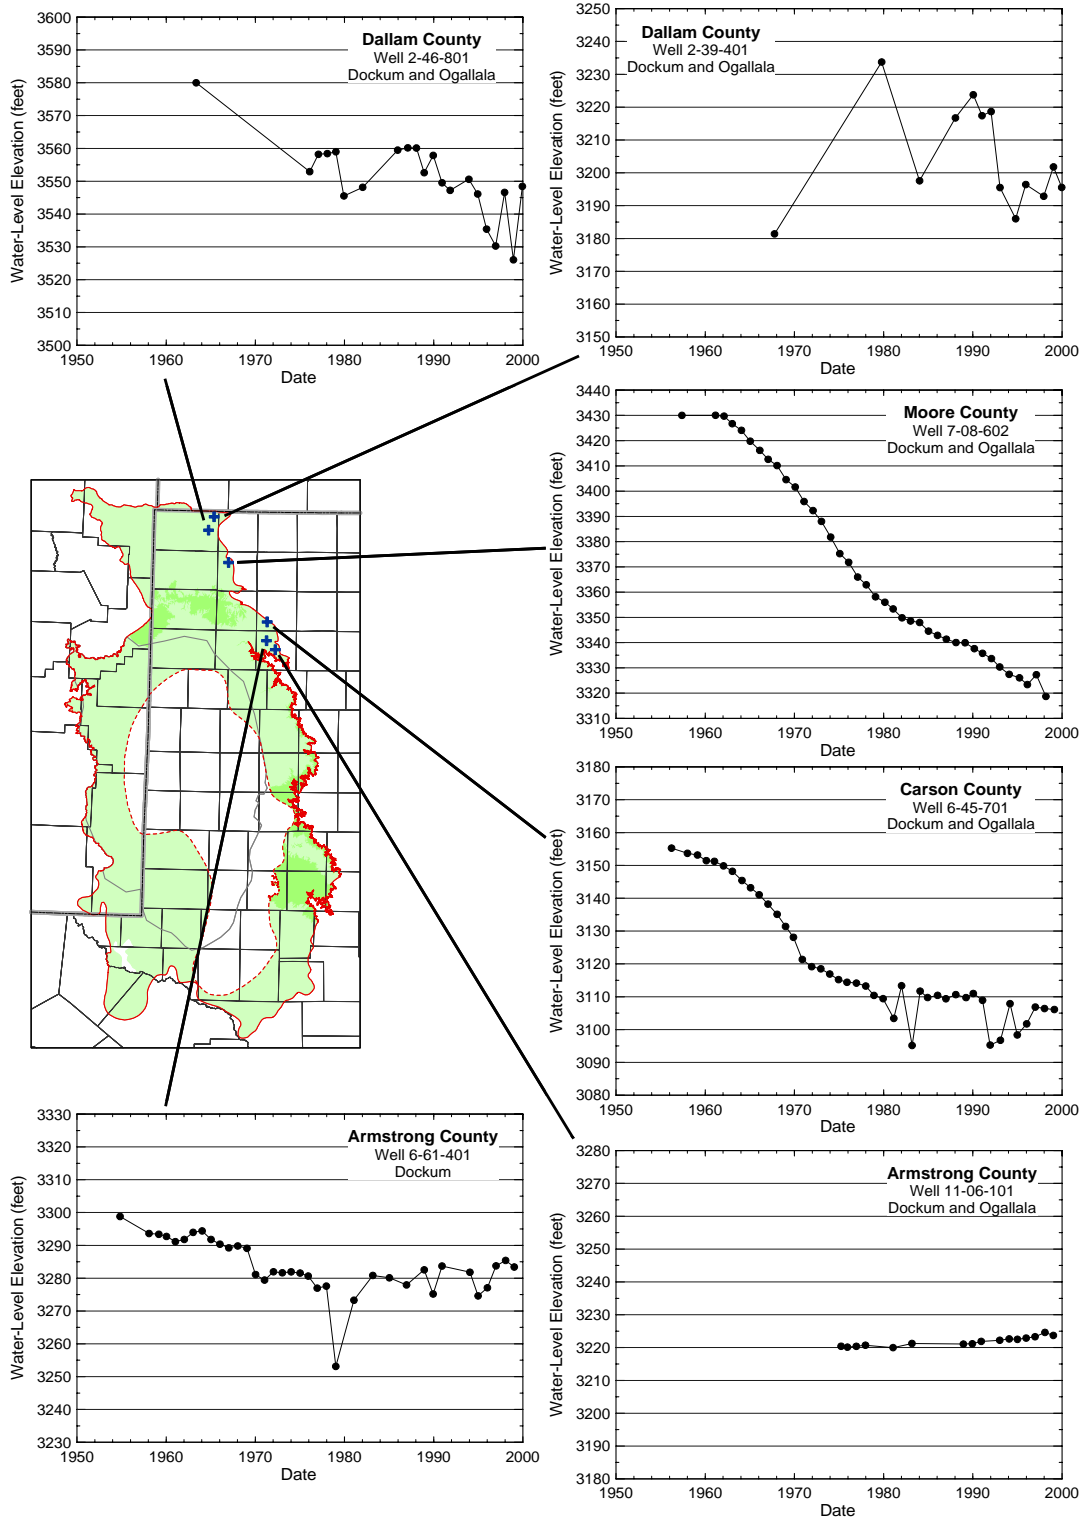 Dallam County
Well 2-46-801
Dockum and Ogallala
Water-Level Elevation (feet)
3600
3590
3580
3570
3560
3550
3540
3530
3520
3510
3500
1950 1960 1970 1980 1990 2000
Date
Dallam County
Well 2-39-401
Dockum and Ogallala
Water-Level Elevation (feet)
3250
3240
3230
3220
3210
3200
3190
3180
3170
3160
3150
1950 1960 1970 1980 1990 2000
Date
Moore County
Well 7-08-602
Dockum and Ogallala
Water-Level Elevation (feet)
3440
3430
3420
3410
3400
3390
3380
3370
3360
3350
3340
3330
3320
3310
1950 1960 1970 1980 1990 2000
Date
Carson County
Well 6-45-701
Dockum and Ogallala
Water-Level Elevation (feet)
3180
3170
3160
3150
3140
3130
3120
3110
3100
3090
3080
1950 1960 1970 1980 1990 2000
Date
Armstrong County
Well 6-61-401
Dockum
Water-Level Elevation (feet)
3330
3320
3310
3300
3290
3280
3270
3260
3250
3240
3230
1950 1960 1970 1980 1990 2000
Date
Armstrong County
Well 11-06-101
Dockum and Ogallala
Water-Level Elevation (feet)
3280
3270
3260
3250
3240
3230
3220
3210
3200
3190
3180
1950 1960 1970 1980 1990 2000
Date